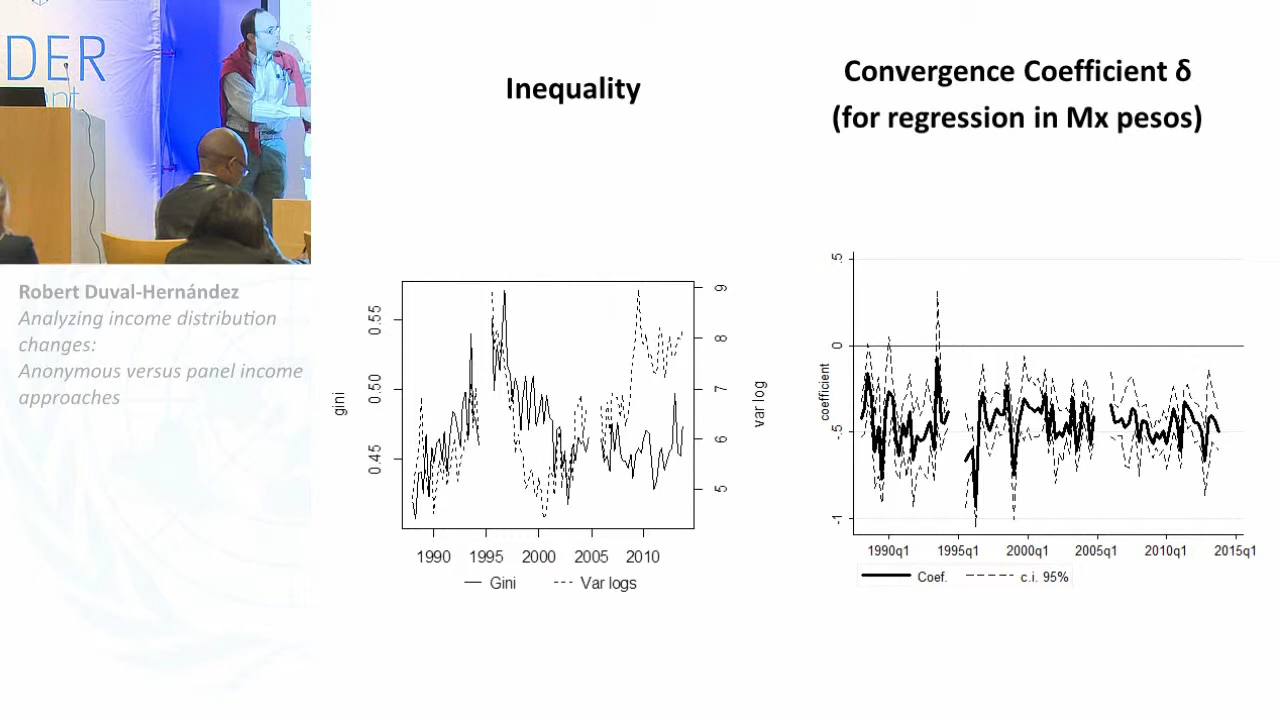 DER
ent
Robert Duval-Hernández
Analyzing income distribution
changes:
Anonymous versus panel income
approaches
Inequality
Convergence Coefficient δ
(for regression in Mx pesos)
gini
0.55
0.50
0.45
9
8
7
6
5
var log
1990
1995
2000
2005
2010
Gini
Var logs
coefficient
.5
0
-.5
-1
1990q1
1995q1
2000q1
2005q1
2010q1
2015q1
Coef.
c.i. 95%